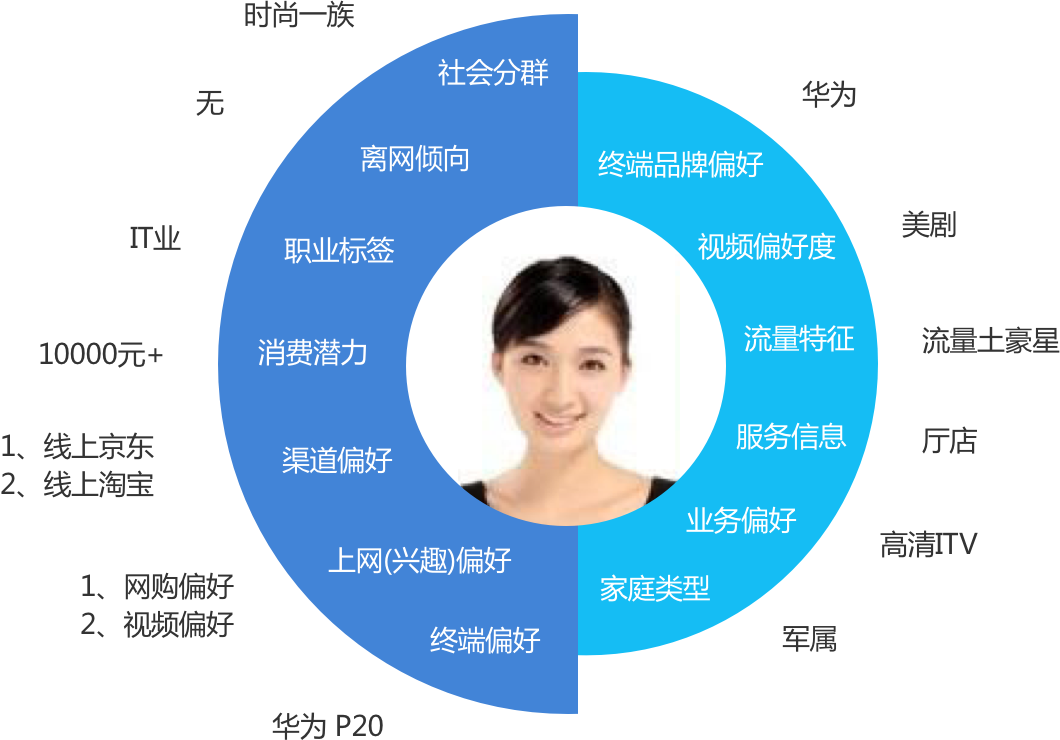 时尚一族
社会分群
无
华为
离网倾向
终端品牌偏好
IT业
职业标签
视频偏好度
美剧
10000元+
消费潜力
流量特征
流量土豪星
1、线上京东
2、线上淘宝
渠道偏好
服务信息
厅店
业务偏好
高清ITV
上网(兴趣)偏好
1、网购偏好
2、视频偏好
家庭类型
终端偏好
军属
华为 P20